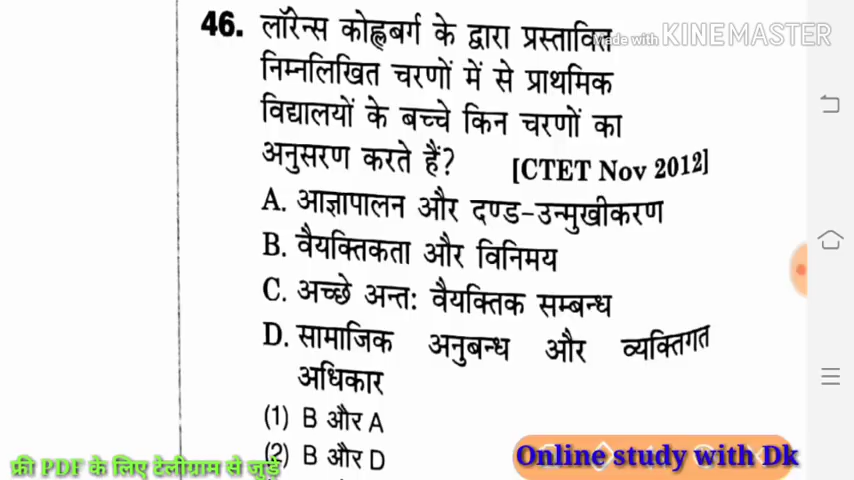 46. लॉरेन्स कोह्लबर्ग के द्वारा प्रस्तावित
Made with KINEMASTER
निम्नलिखित चरणों में से प्राथमिक
विद्यालयों के बच्चे किन चरणों का
अनुसरण करते हैं? [CTET Nov 2012]
A. आज्ञापालन और दण्ड-उन्मुखीकरण
B. वैयक्तिकता और विनिमय
C. अच्छे अन्तः वैयक्तिक सम्बन्ध
D. सामाजिक अनुबन्ध और व्यक्तिगत
अधिकार
(1) B और A
(2) B और D
फ्री PDF के लिए टेलीग्राम से जुड़े
Online study with Dk